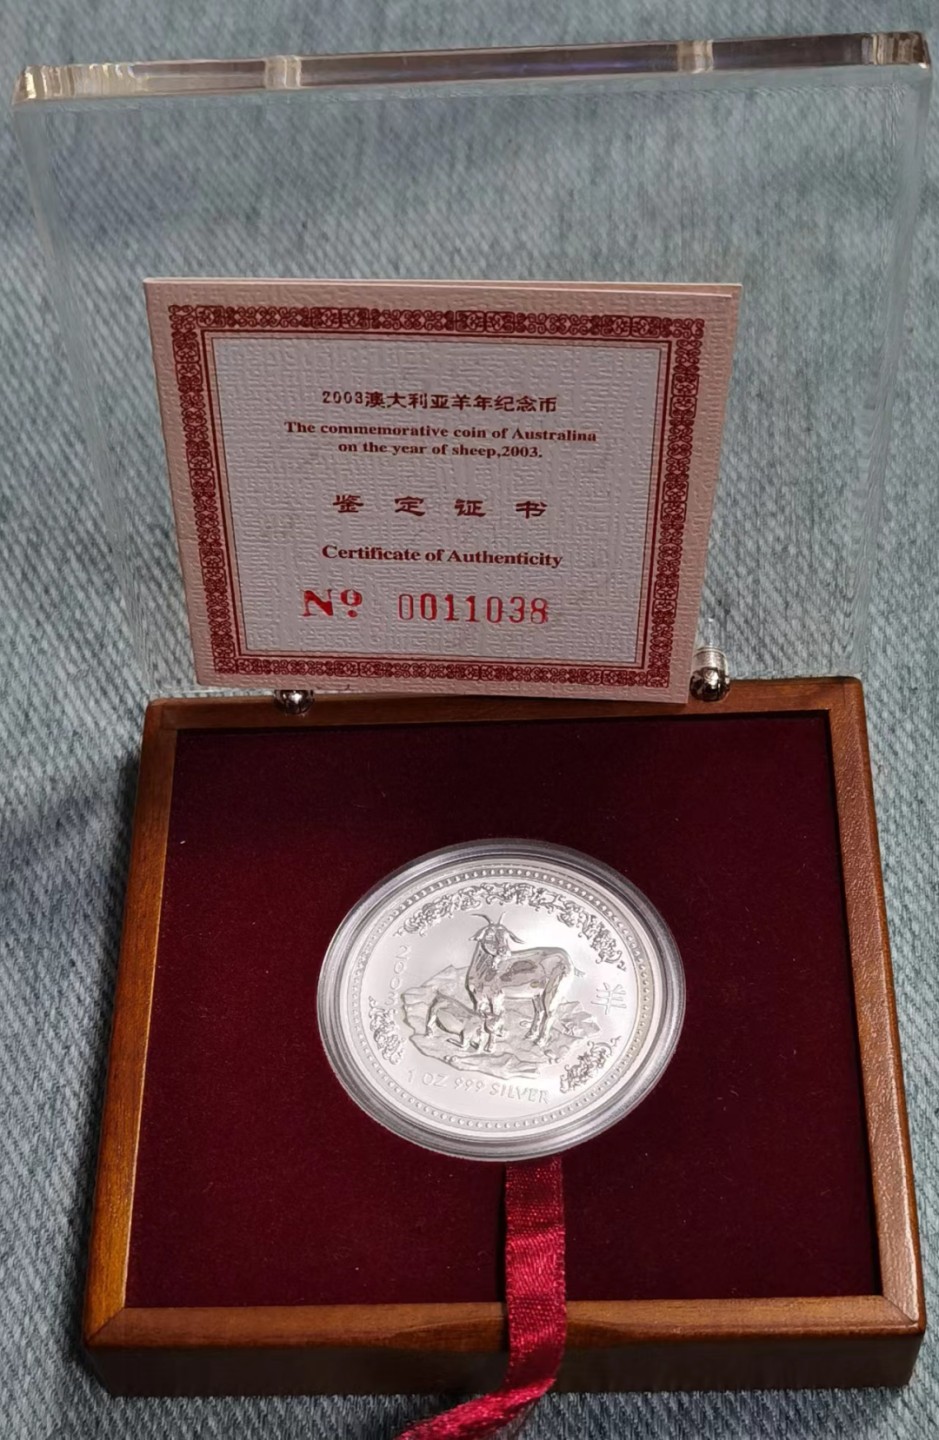 2003澳大利亚羊年纪念币
The commemorative coin of Australina
on the year of sheep,2003.
鉴定证书
Certificate of Authenticity
Nº 0011038
2003
羊
1 OZ 999 SILVER